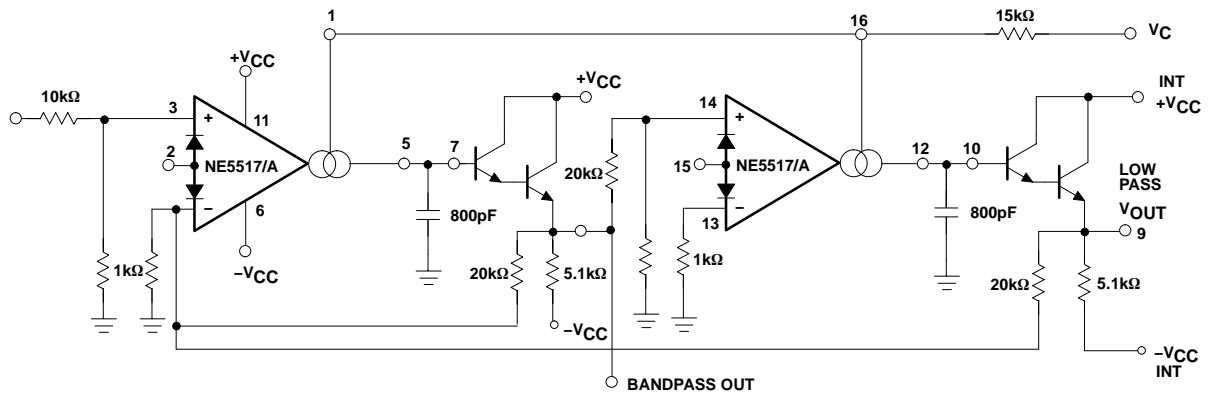 1
16
15kΩ
VC
+VCC
+VCC
INT
+VCC
10kΩ
3
11
14
2
NE5517/A
5
7
15
NE5517/A
12
10
LOW
PASS
VOUT
9
20kΩ
6
800pF
13
800pF
1kΩ
−VCC
20kΩ
5.1kΩ
1kΩ
20kΩ
5.1kΩ
−VCC
−VCC
INT
BANDPASS OUT
+
−
+
−